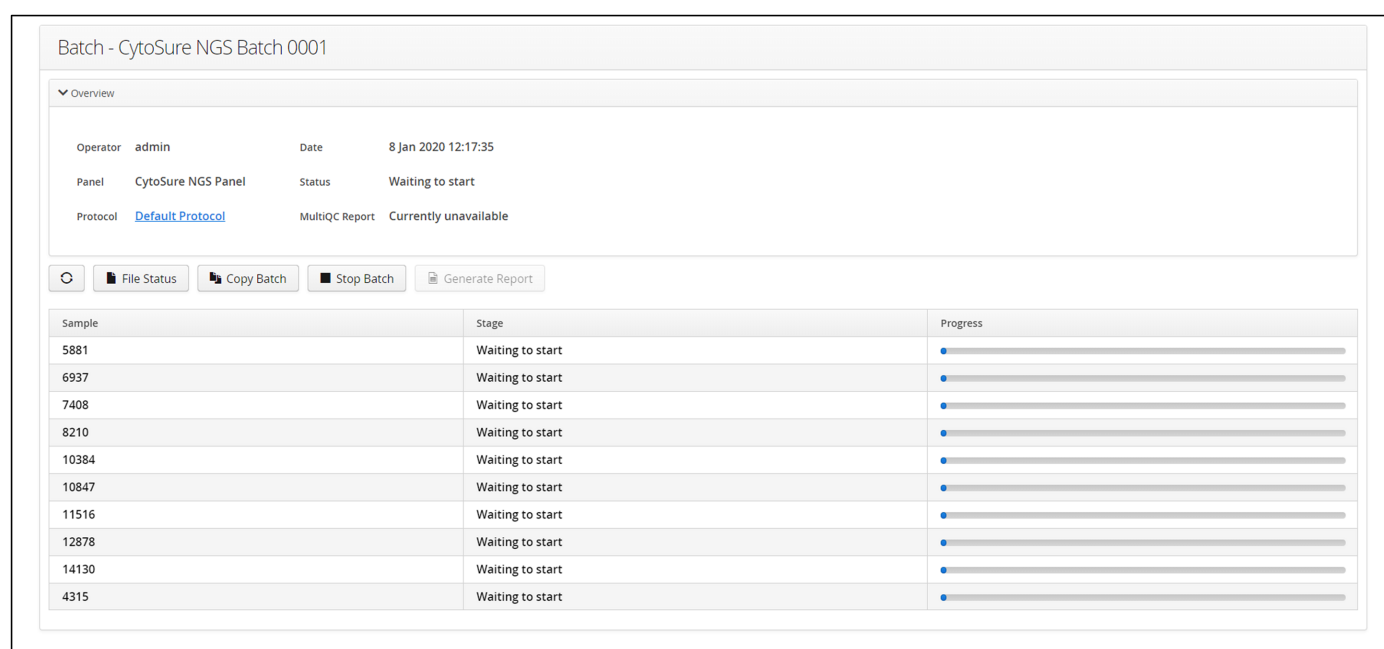 Batch - CytoSure NGS Batch 0001
Overview
Operator admin Date 8 Jan 2020 12:17:35
Panel CytoSure NGS Panel Status Waiting to start
Protocol Default Protocol MultiQC Report Currently unavailable
File Status Copy Batch Stop Batch Generate Report
Sample Stage Progress
5881 Waiting to start
6937 Waiting to start
7408 Waiting to start
8210 Waiting to start
10384 Waiting to start
10847 Waiting to start
11516 Waiting to start
12878 Waiting to start
14130 Waiting to start
4315 Waiting to start